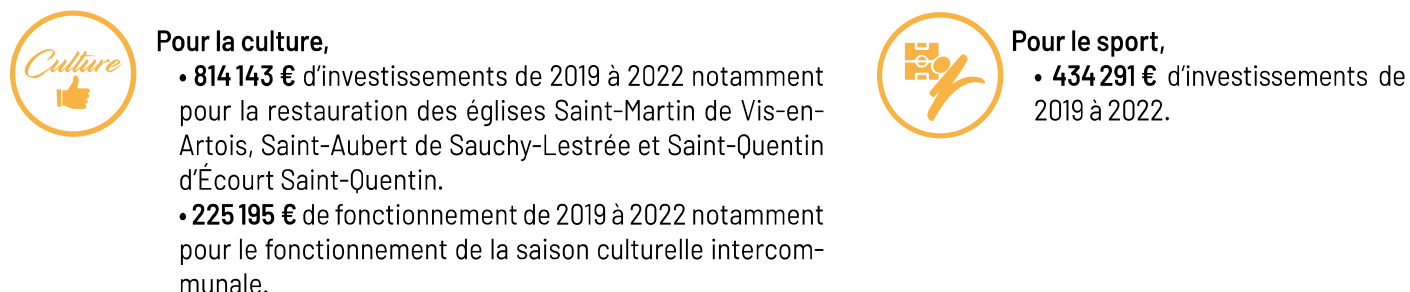 Culture
Pour la culture,
• 814 143 € d'investissements de 2019 à 2022 notamment
pour la restauration des églises Saint-Martin de Vis-en-
Artois, Saint-Aubert de Sauchy-Lestrée et Saint-Quentin
d'Écourt Saint-Quentin.
• 225 195 € de fonctionnement de 2019 à 2022 notamment
pour le fonctionnement de la saison culturelle intercom-
munale.
Pour le sport,
• 434 291 € d'investissements de
2019 à 2022.